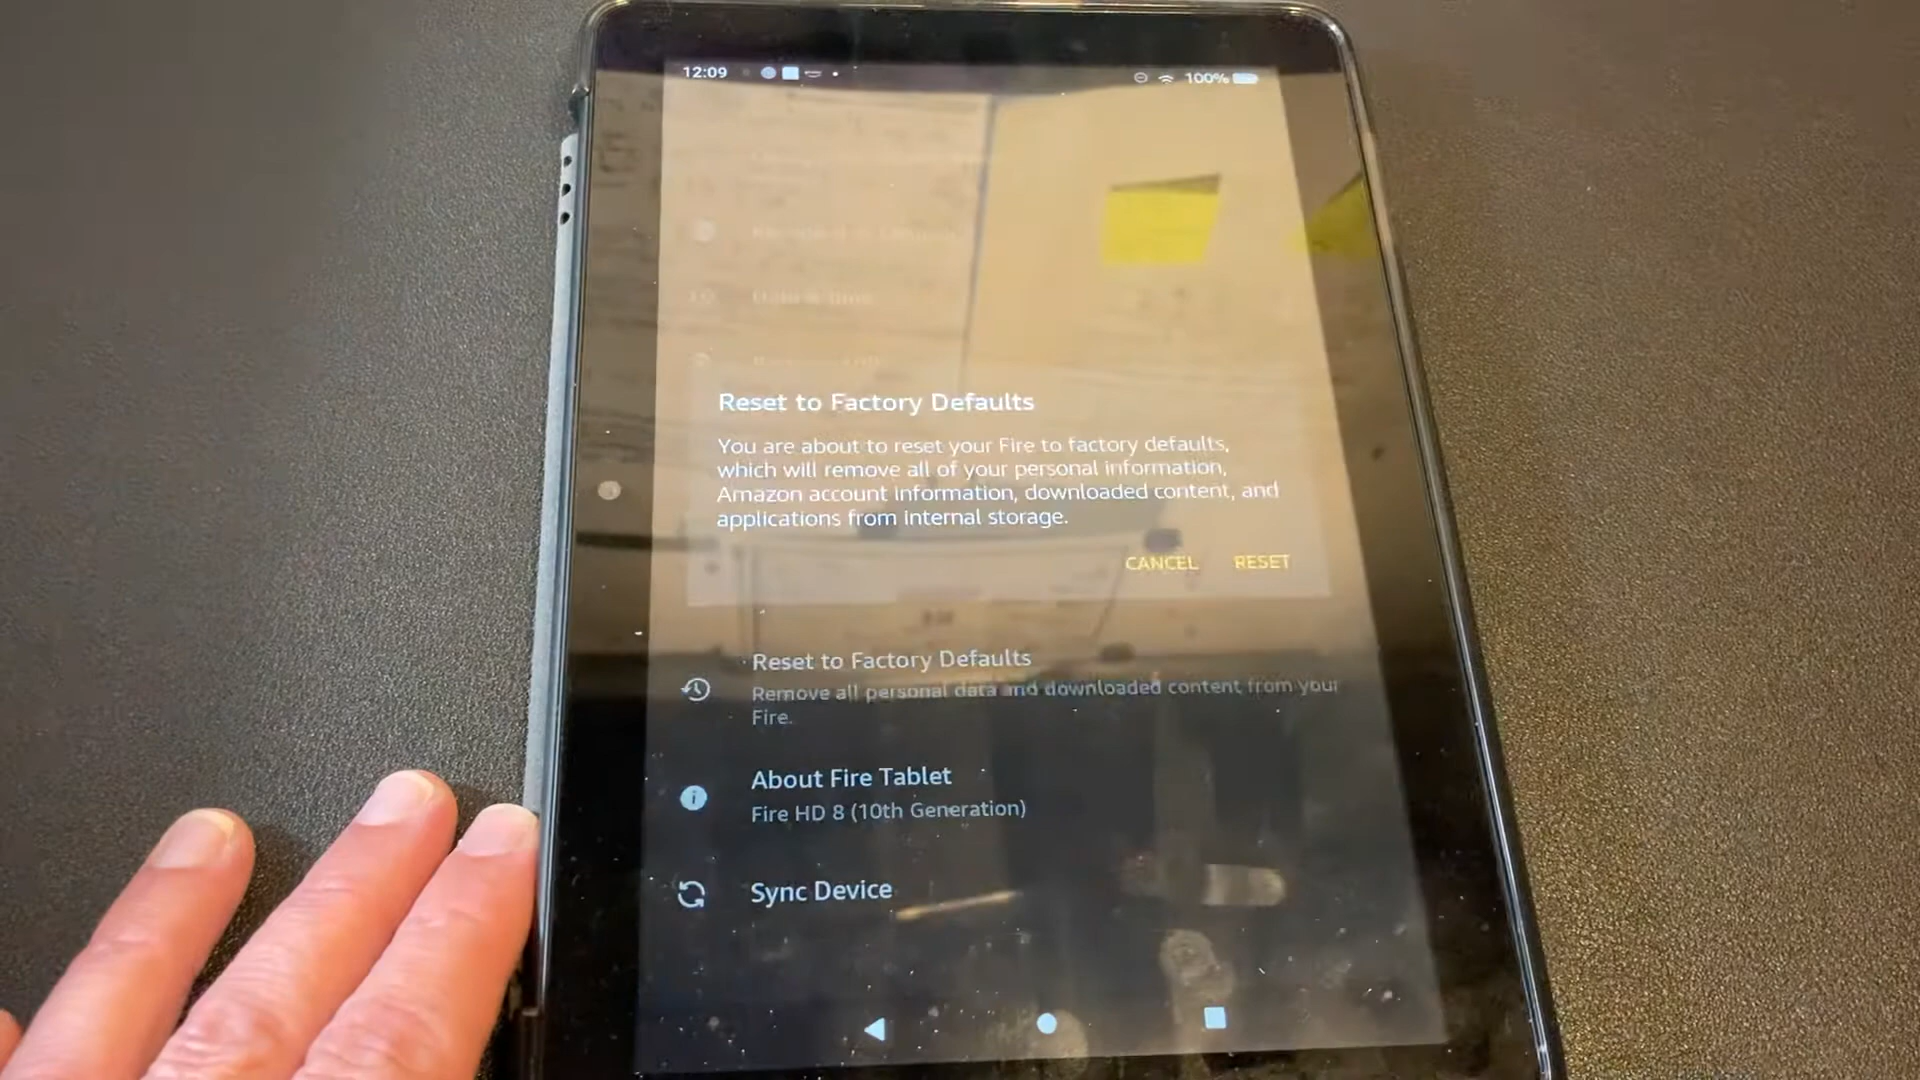 12:09
100%
Reset to Factory Defaults
You are about to reset your Fire to factory defaults,
which will remove all of your personal information,
Amazon account information, downloaded content, and
applications from internal storage.
CANCEL RESET
Reset to Factory Defaults
Remove all personal data and downloaded content from your
Fire.
About Fire Tablet
Fire HD 8 (10th Generation)
Sync Device